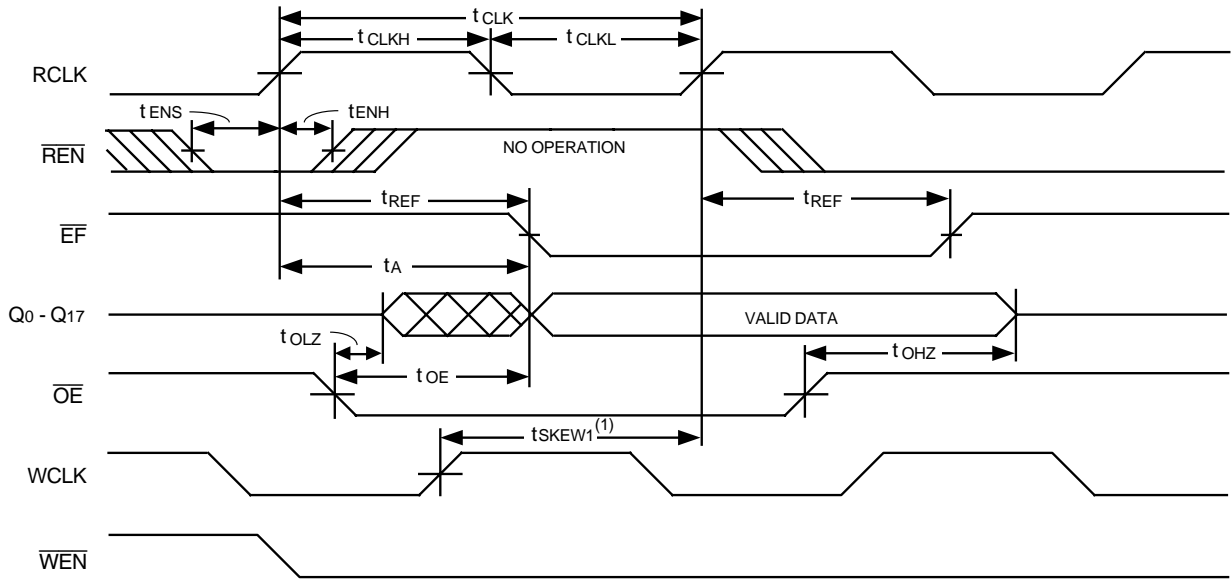 tCLK
tCLKH tCLKL
RCLK
tENS tENH
REN NO OPERATION
tREF tREF
EF
tA
Q0 - Q17 VALID DATA
tOLZ tOHZ
tOE
OE
tSKEW1(1)
WCLK
WEN